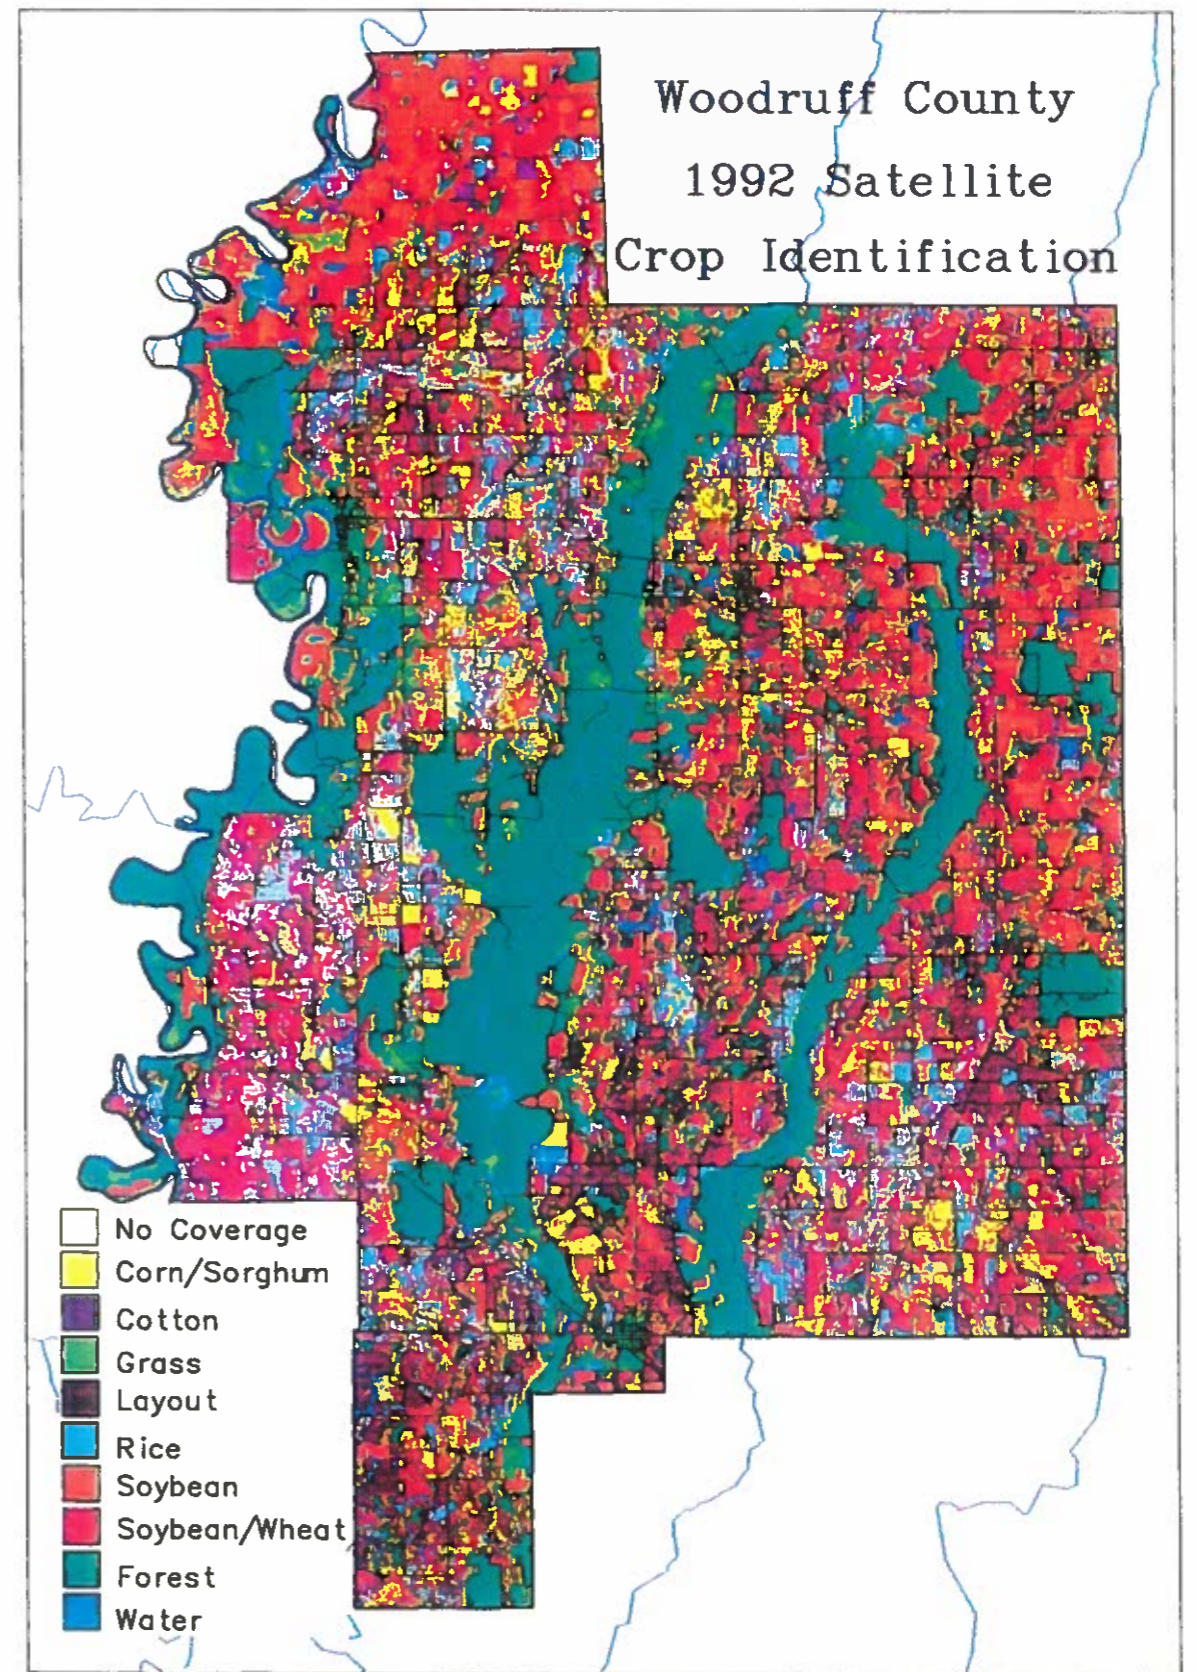 Woodruff County
1992 Satellite
Crop Identification
No Coverage
Corn/Sorghum
Cotton
Grass
Layout
Rice
Soybean
Soybean/Wheat
Forest
Water